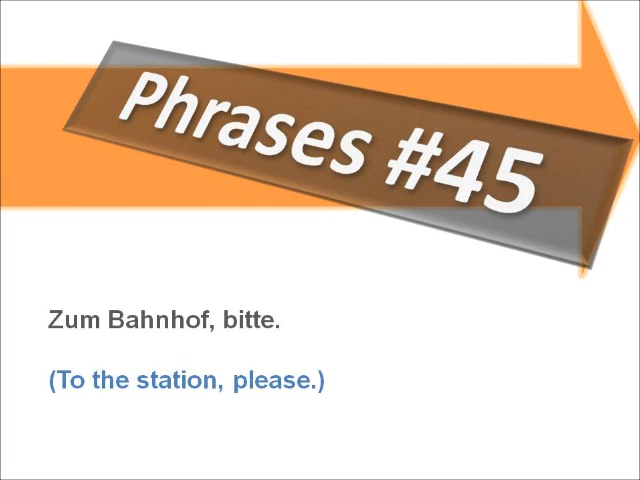 Phrases #45
Zum Bahnhof, bitte.
(To the station, please.)